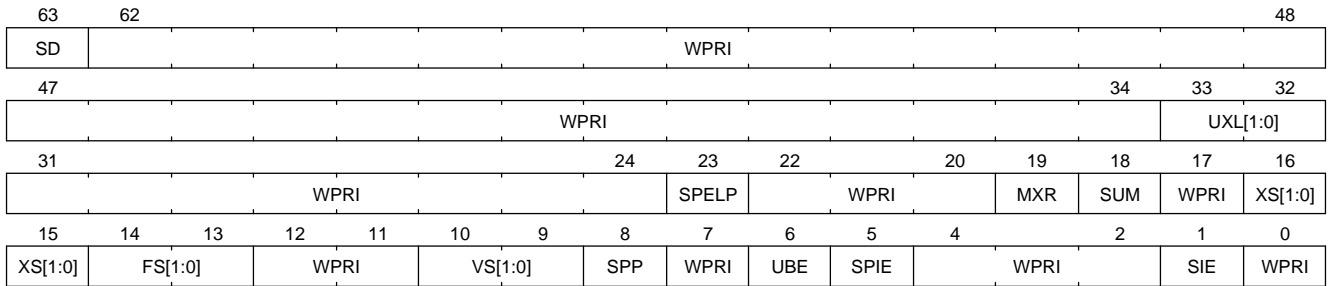 63 62 48
SD WPRI
47 34 33 32
WPRI UXL[1:0]
31 24 23 22 20 19 18 17 16
WPRI SPELP WPRI MXR SUM WPRI XS[1:0]
15 14 13 12 11 10 9 8 7 6 5 4 2 1 0
XS[1:0] FS[1:0] WPRI VS[1:0] SPP WPRI UBE SPIE WPRI SIE WPRI